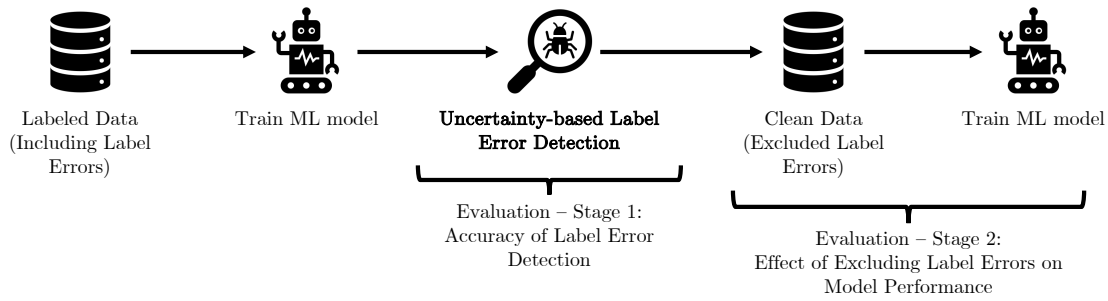 Labeled Data
(Including Label
Errors)
Train ML model
Uncertainty-based Label
Error Detection
Clean Data
(Excluded Label
Errors)
Train ML model
Evaluation – Stage 1:
Accuracy of Label Error
Detection
Evaluation – Stage 2:
Effect of Excluding Label Errors on
Model Performance